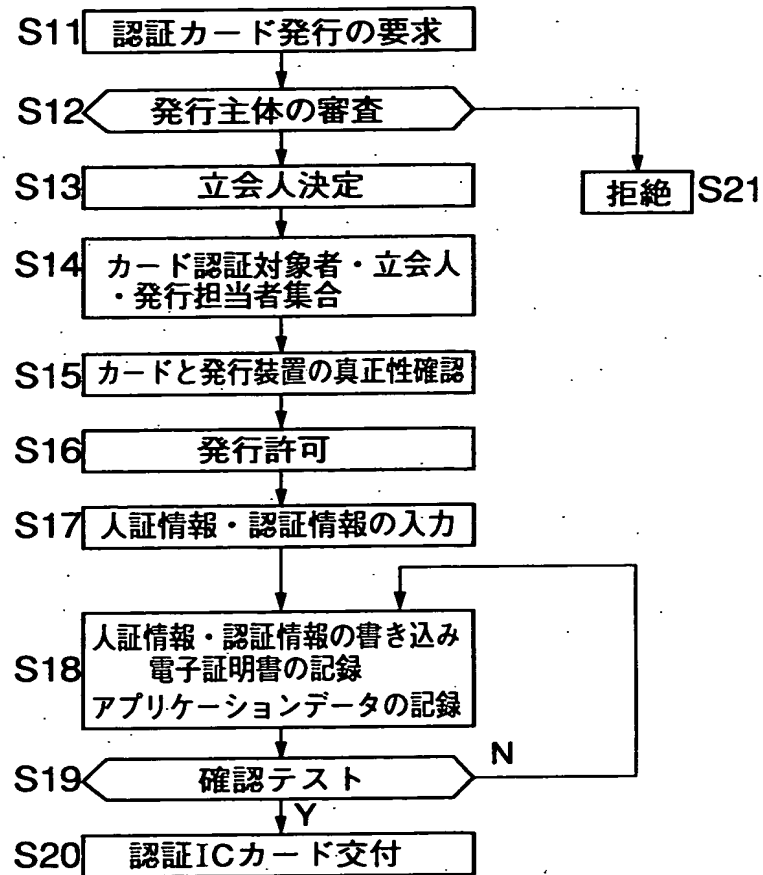 S11 認証カード発行の要求
S12 発行主体の審査
S13 立会人決定
拒絶 S21
S14 カード認証対象者・立会人
・発行担当者集合
S15 カードと発行装置の真正性確認
S16 発行許可
S17 人証情報・認証情報の入力
人証情報・認証情報の書き込み
S18 電子証明書の記録
アプリケーションデータの記録
N
S19 確認テスト
Y
S20 認証ICカード交付